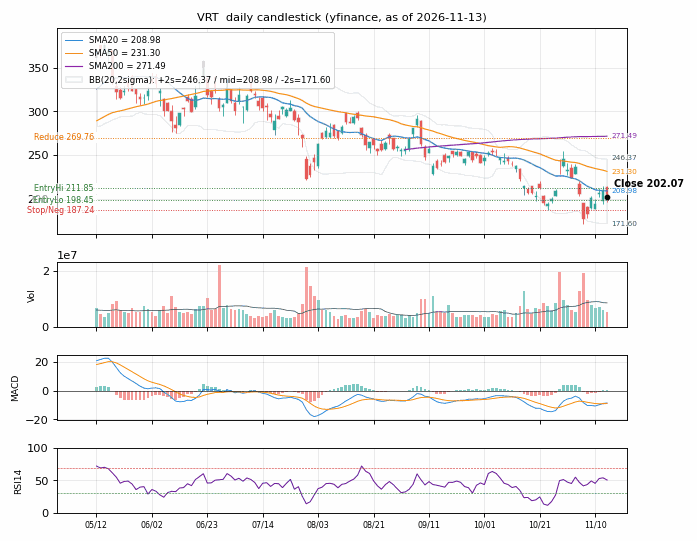 VRT  daily candlestick (yfinance, as of 2026-11-13)
SMA20 = 208.98
SMA50 = 231.30
SMA200 = 271.49
BB(20,2sigma): +2s=246.37 / mid=208.98 / -2s=171.60
350
300
250
Reduce 269.76
EntryHi 211.85
EntryLo 198.45
Stop/Neg 187.24
271.49
246.37
231.30
Close 202.07
208.98
171.60
1e7
Vol
2
0
MACD
20
0
−20
RSI14
100
50
0
05/12 06/02 06/23 07/14 08/03 08/21 09/11 10/01 10/21 11/10